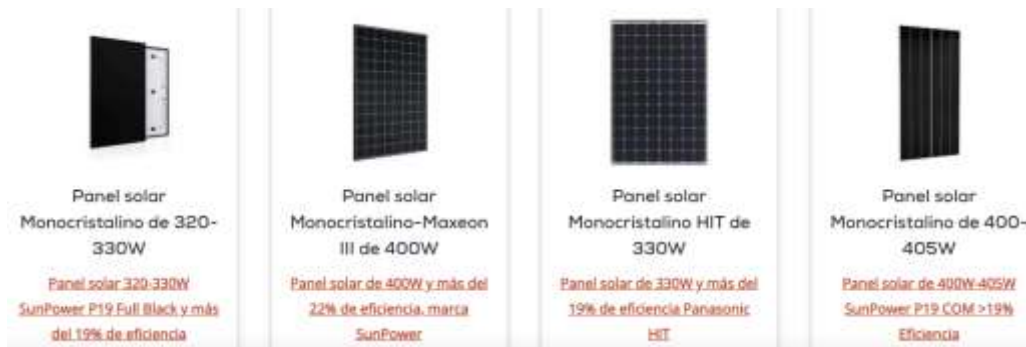 Panel solar
Monocristalino de 320-
330W
Panel solar 320-330W
SunPower P19 Full Black y más
del 19% de eficiencia
Panel solar
Monocristalino-Maxeon
III de 400W
Panel solar de 400W y más del
22% de eficiencia, marca
SunPower
Panel solar
Monocristalino HIT de
330W
Panel solar de 330W y más del
19% de eficiencia Panasonic
HIT
Panel solar
Monocristalino de 400-
405W
Panel solar de 400W-405W
SunPower P19 COM >19%
Eficiencia